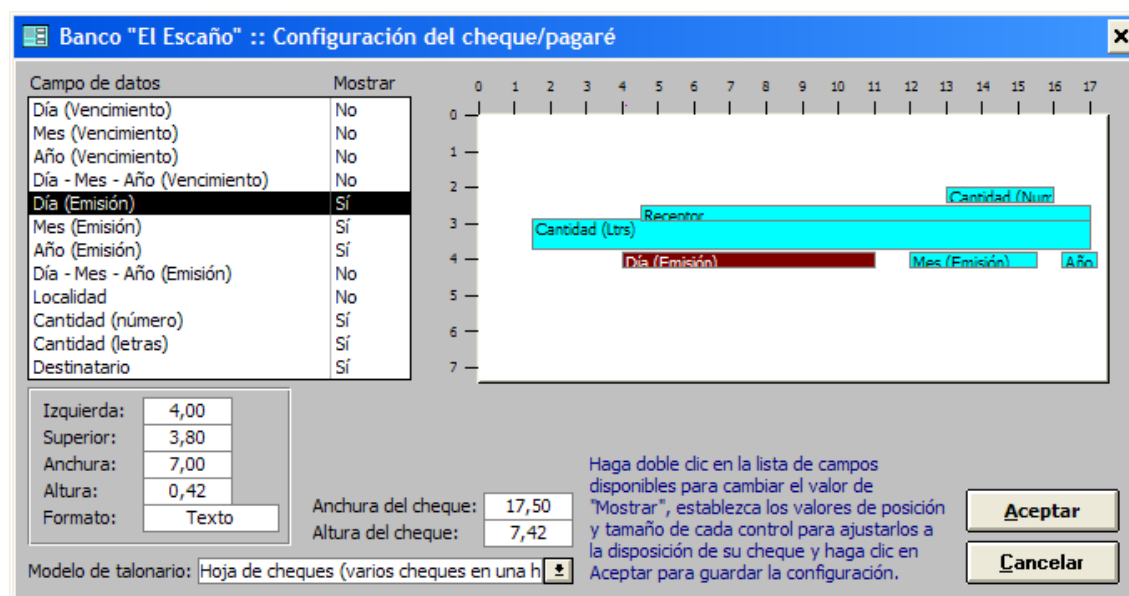 Banco "El Escaño" :: Configuración del cheque/pagaré
Campo de datos Mostrar
Día (Vencimiento) No
Mes (Vencimiento) No
Año (Vencimiento) No
Día - Mes - Año (Vencimiento) No
Día (Emisión) Sí
Mes (Emisión) Sí
Año (Emisión) Sí
Día - Mes - Año (Emisión) No
Localidad No
Cantidad (número) Sí
Cantidad (letras) Sí
Destinatario Sí
0 1 2 3 4 5 6 7 8 9 10 11 12 13 14 15 16 17
0
1
2
3
4
5
6
7
Cantidad (Num
Receptor
Cantidad (Ltrs)
Día (Emisión) Mes (Emisión) Año
Izquierda: 4,00
Superior: 3,80
Anchura: 7,00
Altura: 0,42
Formato: Texto
Anchura del cheque: 17,50
Altura del cheque: 7,42
Modelo de talonario: Hoja de cheques (varios cheques en una h
Haga doble clic en la lista de campos
disponibles para cambiar el valor de
"Mostrar", establezca los valores de posición
y tamaño de cada control para ajustarlos a
la disposición de su cheque y haga clic en
Aceptar para guardar la configuración.
Aceptar
Cancelar